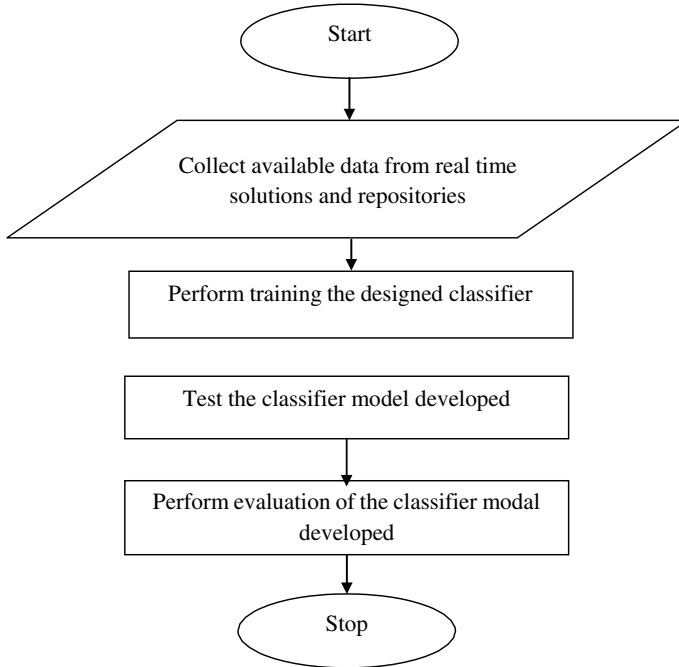 Start
Collect available data from real time
solutions and repositories
Perform training the designed classifier
Test the classifier model developed
Perform evaluation of the classifier modal
developed
Stop